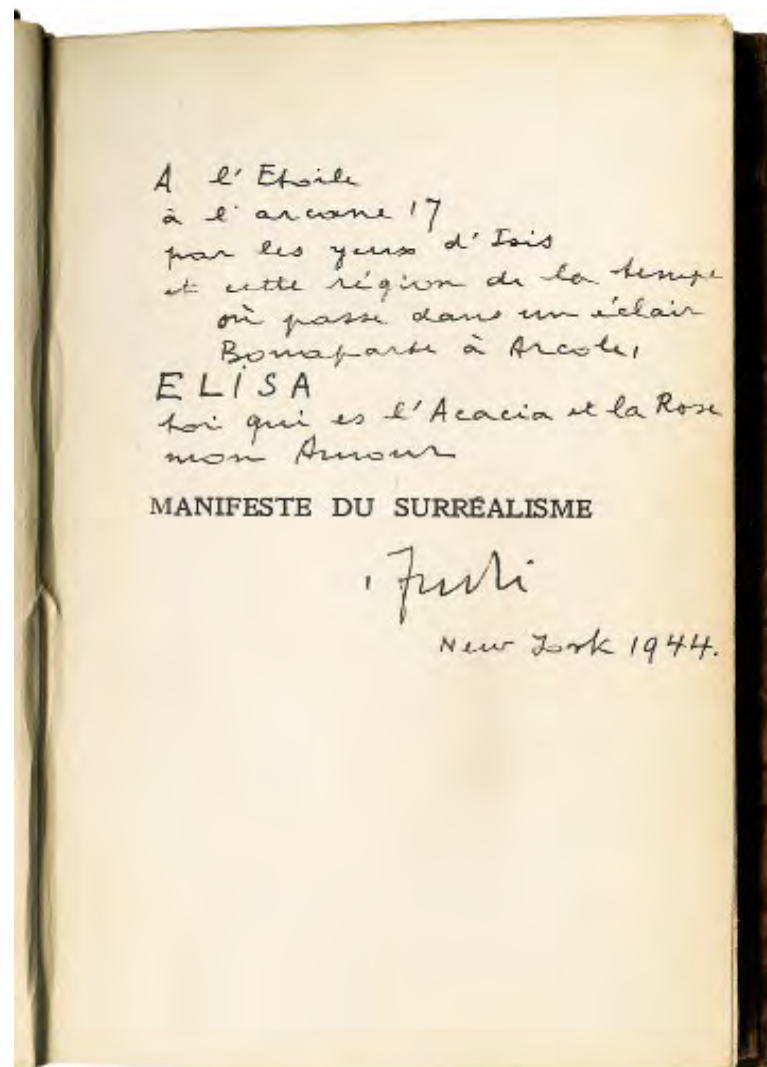 A l'Etoile
à l'arcane 17
par les yeux d'Isis
et cette région de la tempe
où passe dans un éclair
Bonaparte à Arcole,
ELISA
toi qui es l'Acacia et la Rose
mon Amour
MANIFESTE DU SURRÉALISME
New York 1944.